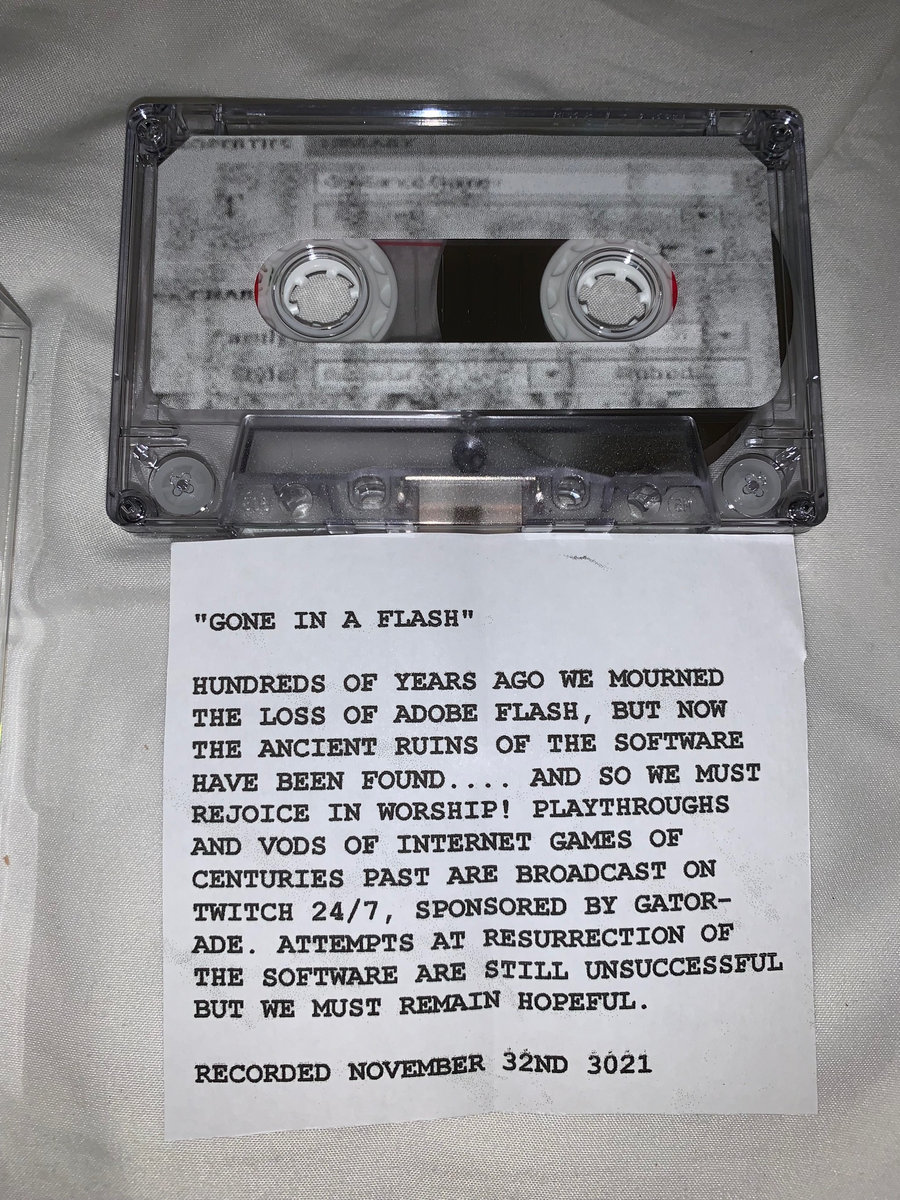 Family
Style
"GONE IN A FLASH"
HUNDREDS OF YEARS AGO WE MOURNED
THE LOSS OF ADOBE FLASH, BUT NOW
THE ANCIENT RUINS OF THE SOFTWARE
HAVE BEEN FOUND.... AND SO WE MUST
REJOICE IN WORSHIP! PLAYTHROUGHS
AND VODS OF INTERNET GAMES OF
CENTURIES PAST ARE BROADCAST ON
TWITCH 24/7, SPONSORED BY GATOR-
ADE. ATTEMPTS AT RESURRECTION OF
THE SOFTWARE ARE STILL UNSUCCESSFUL
BUT WE MUST REMAIN HOPEFUL.
RECORDED NOVEMBER 32ND 3021